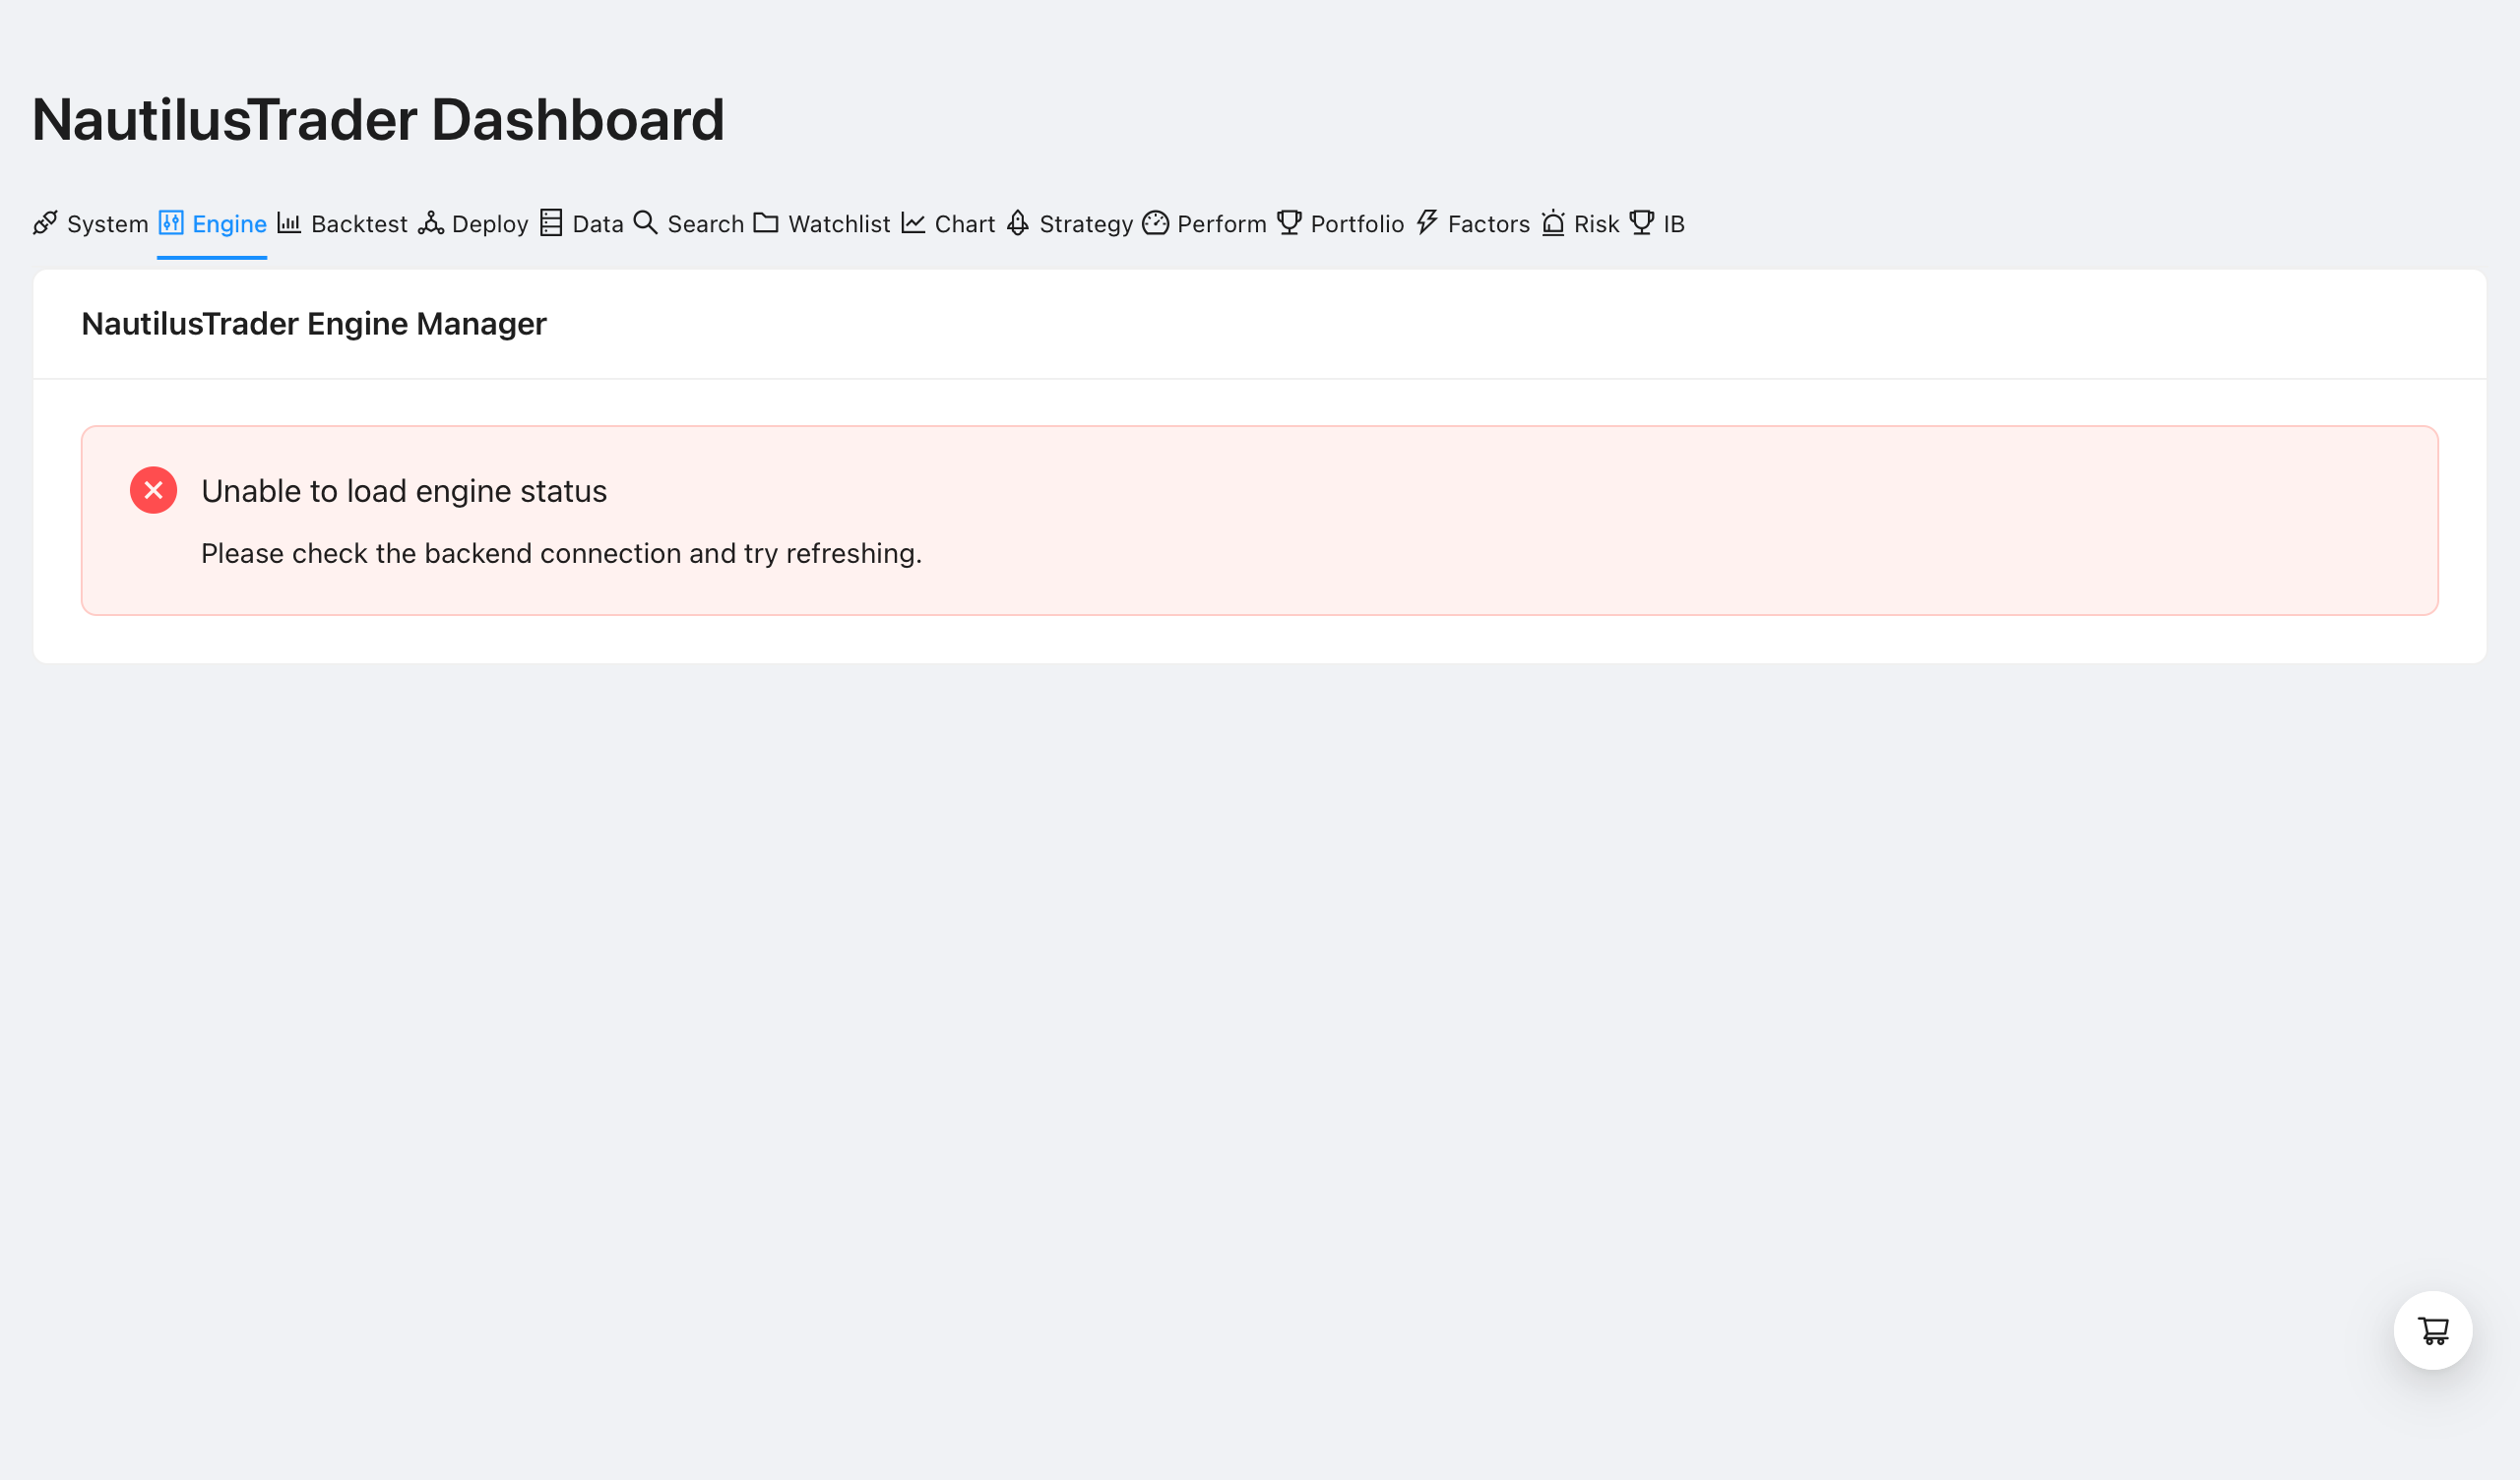 NautilusTrader Dashboard
System Engine Backtest Deploy Data Search Watchlist Chart Strategy Perform Portfolio Factors Risk IB
NautilusTrader Engine Manager
Unable to load engine status
Please check the backend connection and try refreshing.